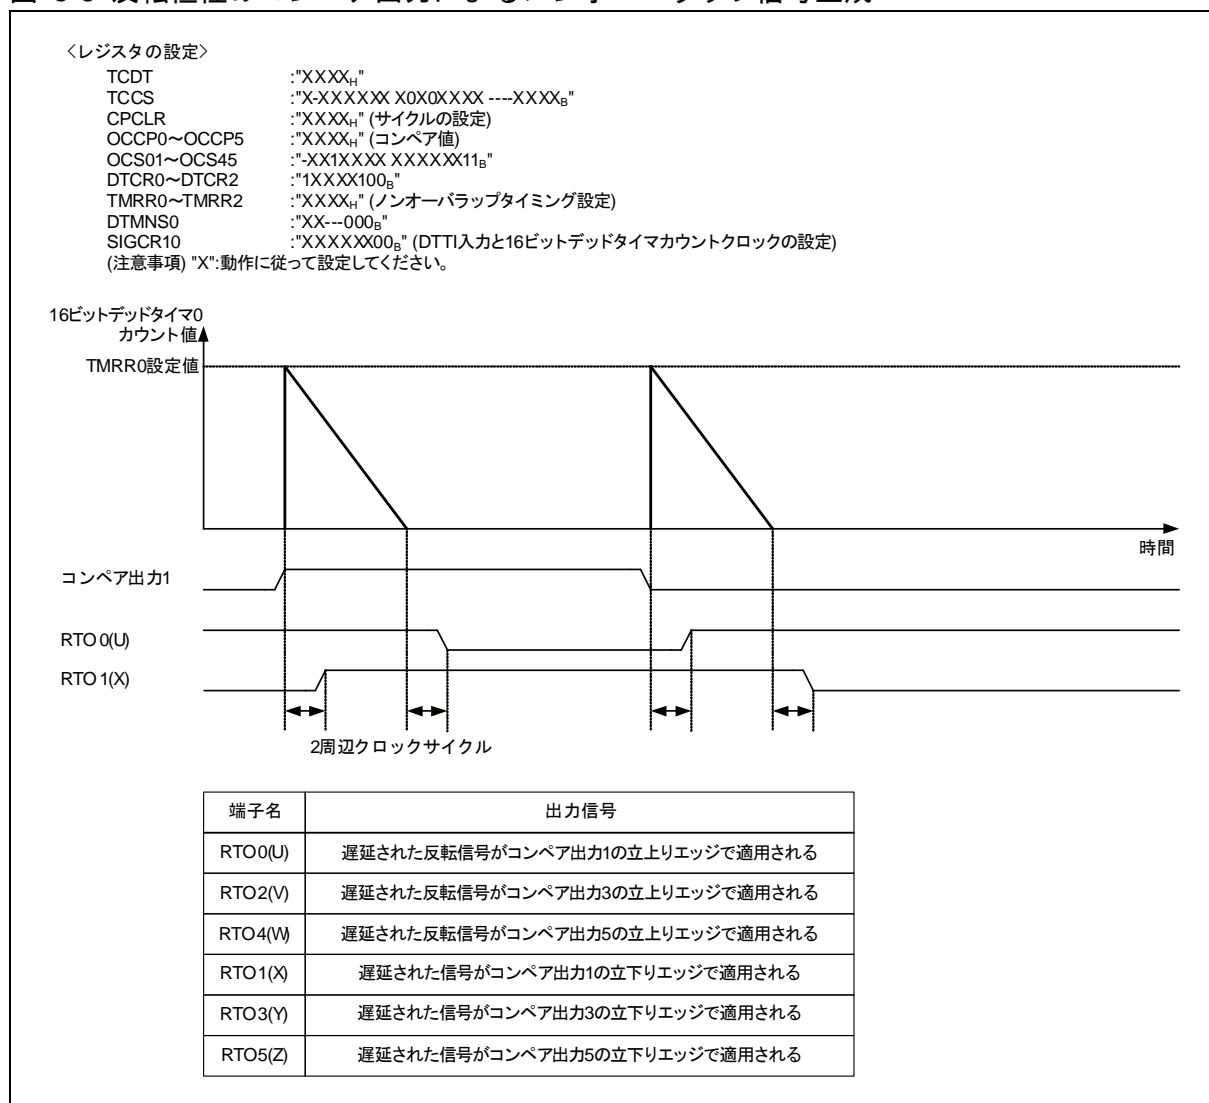 〈レジスタの設定〉
TCDT :"XXXXH"
TCCS :"X-XXXXXX X0X0XXXX ----XXXXB"
CPCLR :"XXXXH" (サイクルの設定)
OCCP0～OCCP5 :"XXXXH" (コンペア値)
OCS01～OCS45 :"-XX1XXXX XXXXXX11B"
DTCR0～DTCR2 :"1XXXX100B"
TMRR0～TMRR2 :"XXXXH" (ノンオーバラップタイミング設定)
DTMNS0 :"XX---000B"
SIGCR10 :"XXXXXX00B" (DTTI入力と16ビットデッドタイマカウントクロックの設定)
(注意事項) "X":動作に従って設定してください。
16ビットデッドタイマ0
カウント値
TMRR0設定値
時間
コンペア出力1
RTO0(U)
RTO1(X)
2周辺クロックサイクル
端子名 出力信号
RTO0(U) 遅延された反転信号がコンペア出力1の立上りエッジで適用される
RTO2(V) 遅延された反転信号がコンペア出力3の立上りエッジで適用される
RTO4(W) 遅延された反転信号がコンペア出力5の立上りエッジで適用される
RTO1(X) 遅延された信号がコンペア出力1の立下りエッジで適用される
RTO3(Y) 遅延された信号がコンペア出力3の立下りエッジで適用される
RTO5(Z) 遅延された信号がコンペア出力5の立下りエッジで適用される